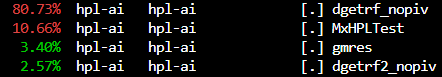 80.73% hpl-ai hpl-ai [.] dgetrf_nopiv
10.66% hpl-ai hpl-ai [.] MxHPLTest
3.40% hpl-ai hpl-ai [.] gmres
2.57% hpl-ai hpl-ai [.] dgetrf2_nopiv